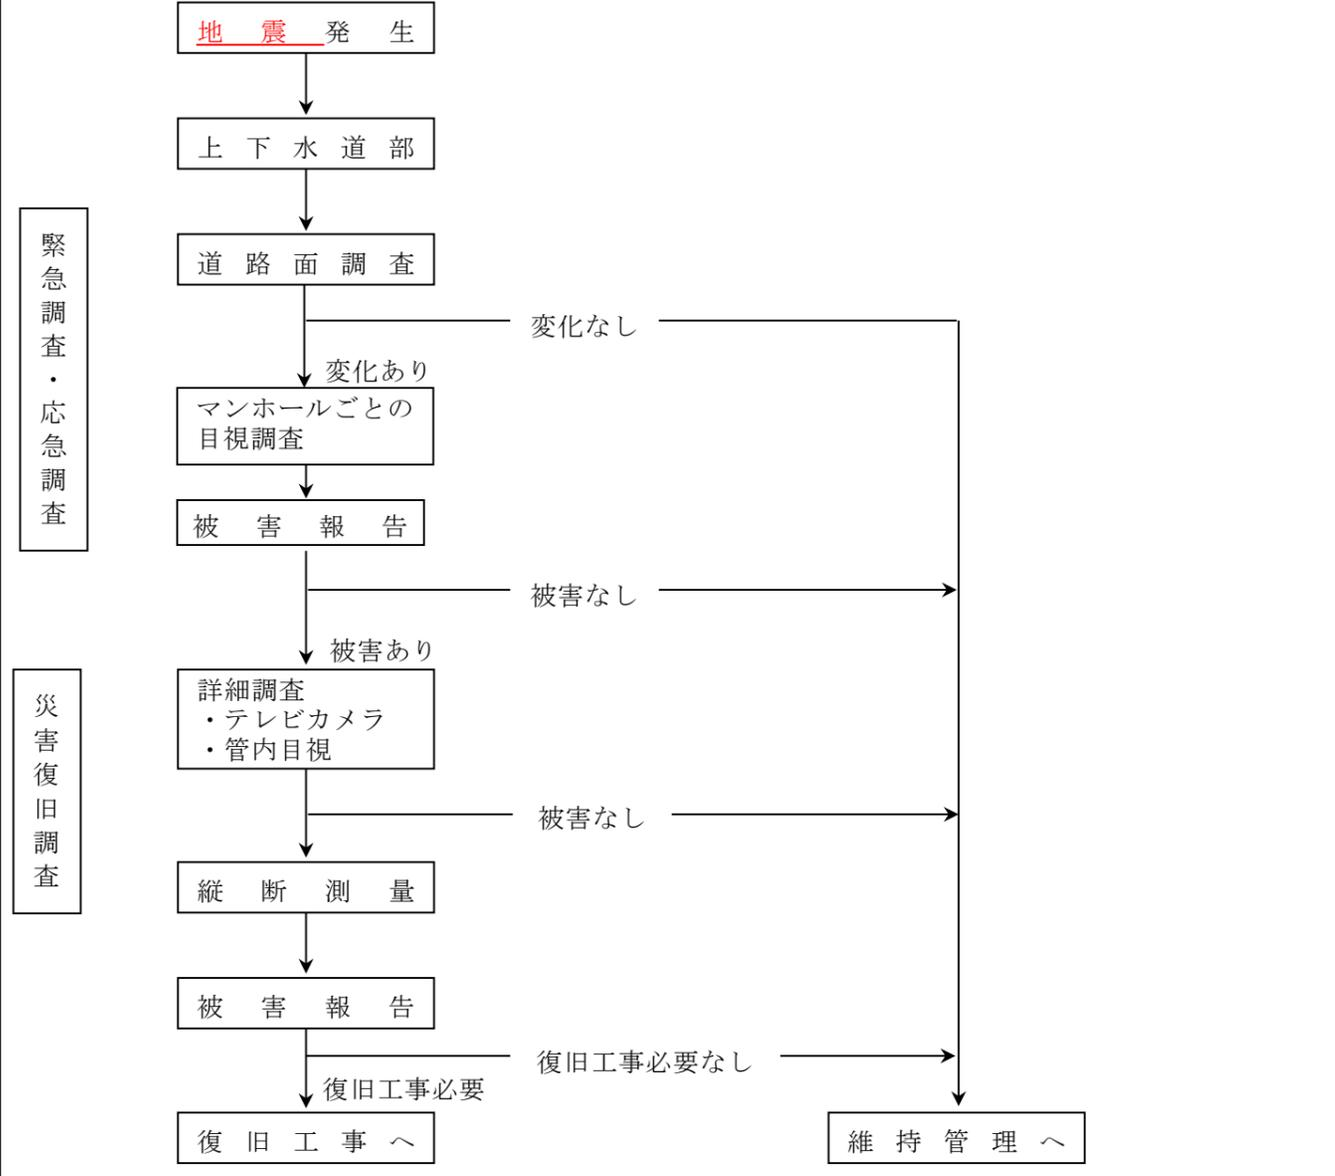 地　震　発　生
上下水道部
緊急調査・応急調査
道路面調査
変化なし
変化あり
マンホールごとの
目視調査
被　害　報　告
被害なし
被害あり
災害復旧調査
詳細調査
・テレビカメラ
・管内目視
被害なし
縦　断　測　量
被　害　報　告
復旧工事必要なし
復旧工事必要
復旧工事へ
維持管理へ